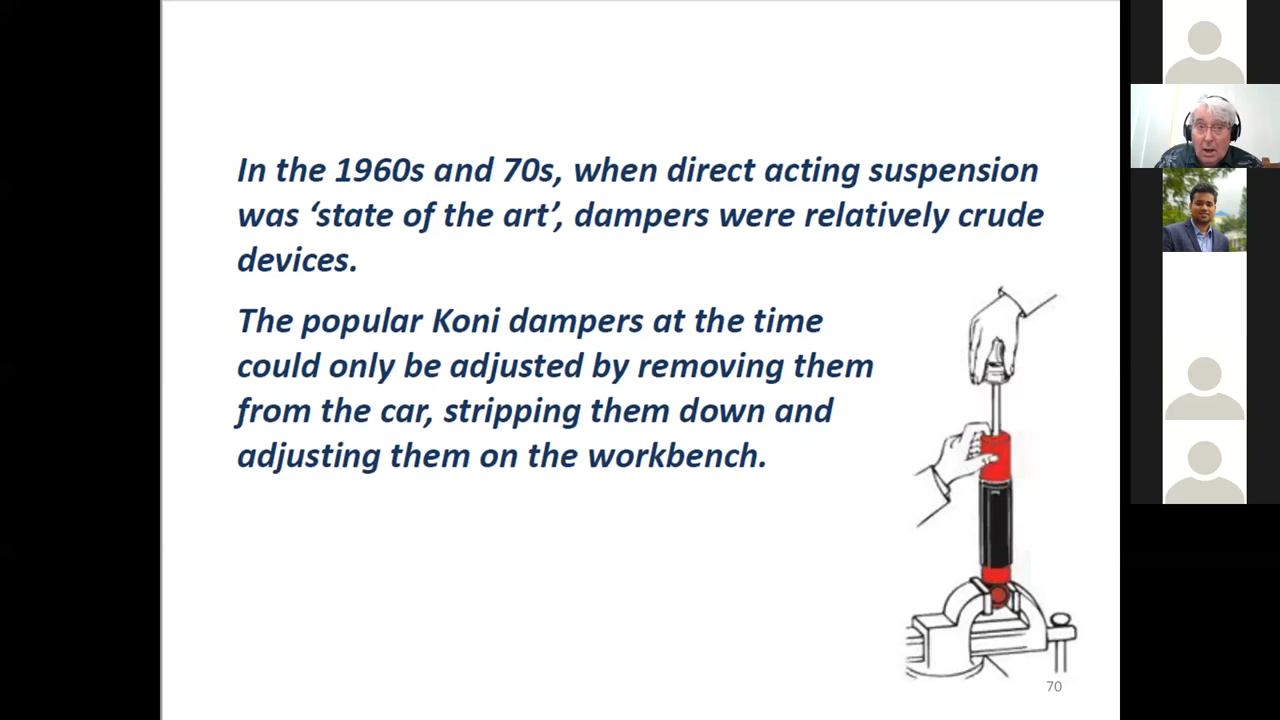 In the 1960s and 70s, when direct acting suspension
was ‘state of the art’, dampers were relatively crude
devices.
The popular Koni dampers at the time
could only be adjusted by removing them
from the car, stripping them down and
adjusting them on the workbench.
70